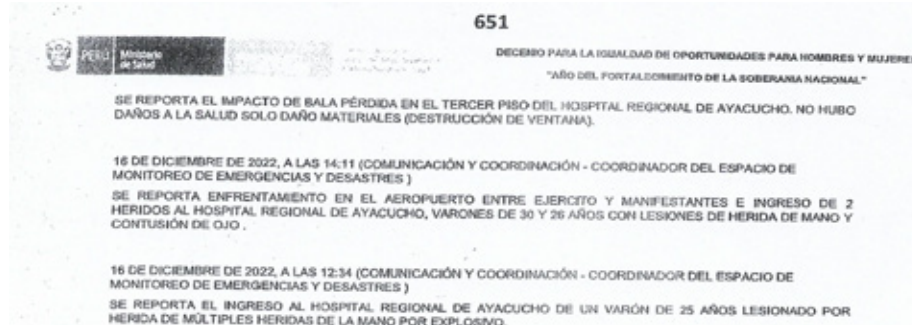 651
PERÚ Ministerio de Salud
DECENIO PARA LA IGUALDAD DE OPORTUNIDADES PARA HOMBRES Y MUJERE
"AÑO DEL FORTALECIMIENTO DE LA SOBERANIA NACIONAL"
SE REPORTA EL IMPACTO DE BALA PÉRDIDA EN EL TERCER PISO DEL HOSPITAL REGIONAL DE AYACUCHO. NO HUBO
DAÑOS A LA SALUD SOLO DAÑO MATERIALES (DESTRUCCIÓN DE VENTANA).
16 DE DICIEMBRE DE 2022, A LAS 14:11 (COMUNICACIÓN Y COORDINACIÓN - COORDINADOR DEL ESPACIO DE
MONITOREO DE EMERGENCIAS Y DESASTRES )
SE REPORTA ENFRENTAMIENTO EN EL AEROPUERTO ENTRE EJERCITO Y MANIFESTANTES E INGRESO DE 2
HERIDOS AL HOSPITAL REGIONAL DE AYACUCHO, VARONES DE 30 Y 26 AÑOS CON LESIONES DE HERIDA DE MANO Y
CONTUSIÓN DE OJO .
16 DE DICIEMBRE DE 2022, A LAS 12:34 (COMUNICACIÓN Y COORDINACIÓN - COORDINADOR DEL ESPACIO DE
MONITOREO DE EMERGENCIAS Y DESASTRES )
SE REPORTA EL INGRESO AL HOSPITAL REGIONAL DE AYACUCHO DE UN VARÓN DE 25 AÑOS LESIONADO POR
HERIDA DE MÚLTIPLES HERIDAS DE LA MANO POR EXPLOSIVO.